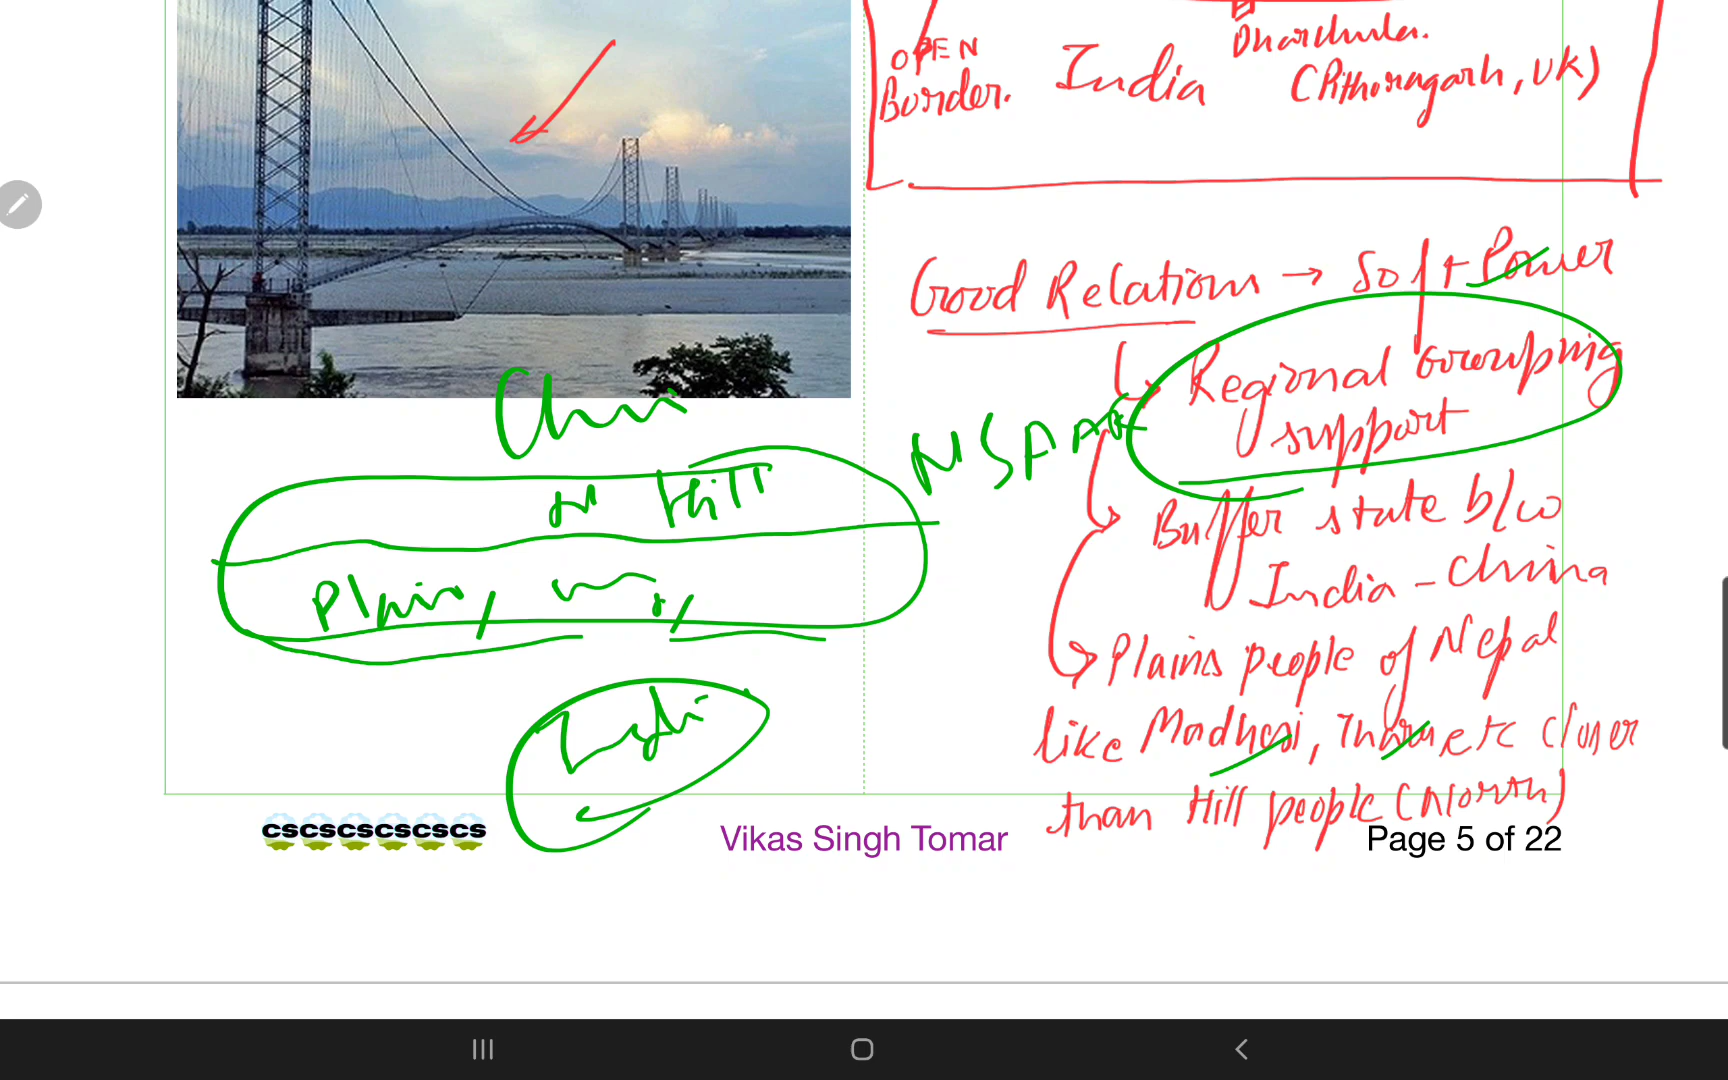 OPEN
Border.
India
Dharchula.
(Pithoragarh, UK)
Good Relations → Soft Power
Regional Grouping
support
Buffer state b/w
India - China
Plains people of Nepal
like Madhesi, Tharu etc closer
than Hill people (North)
N Hill
Plain
cscscscscscs
Vikas Singh Tomar
Page 5 of 22